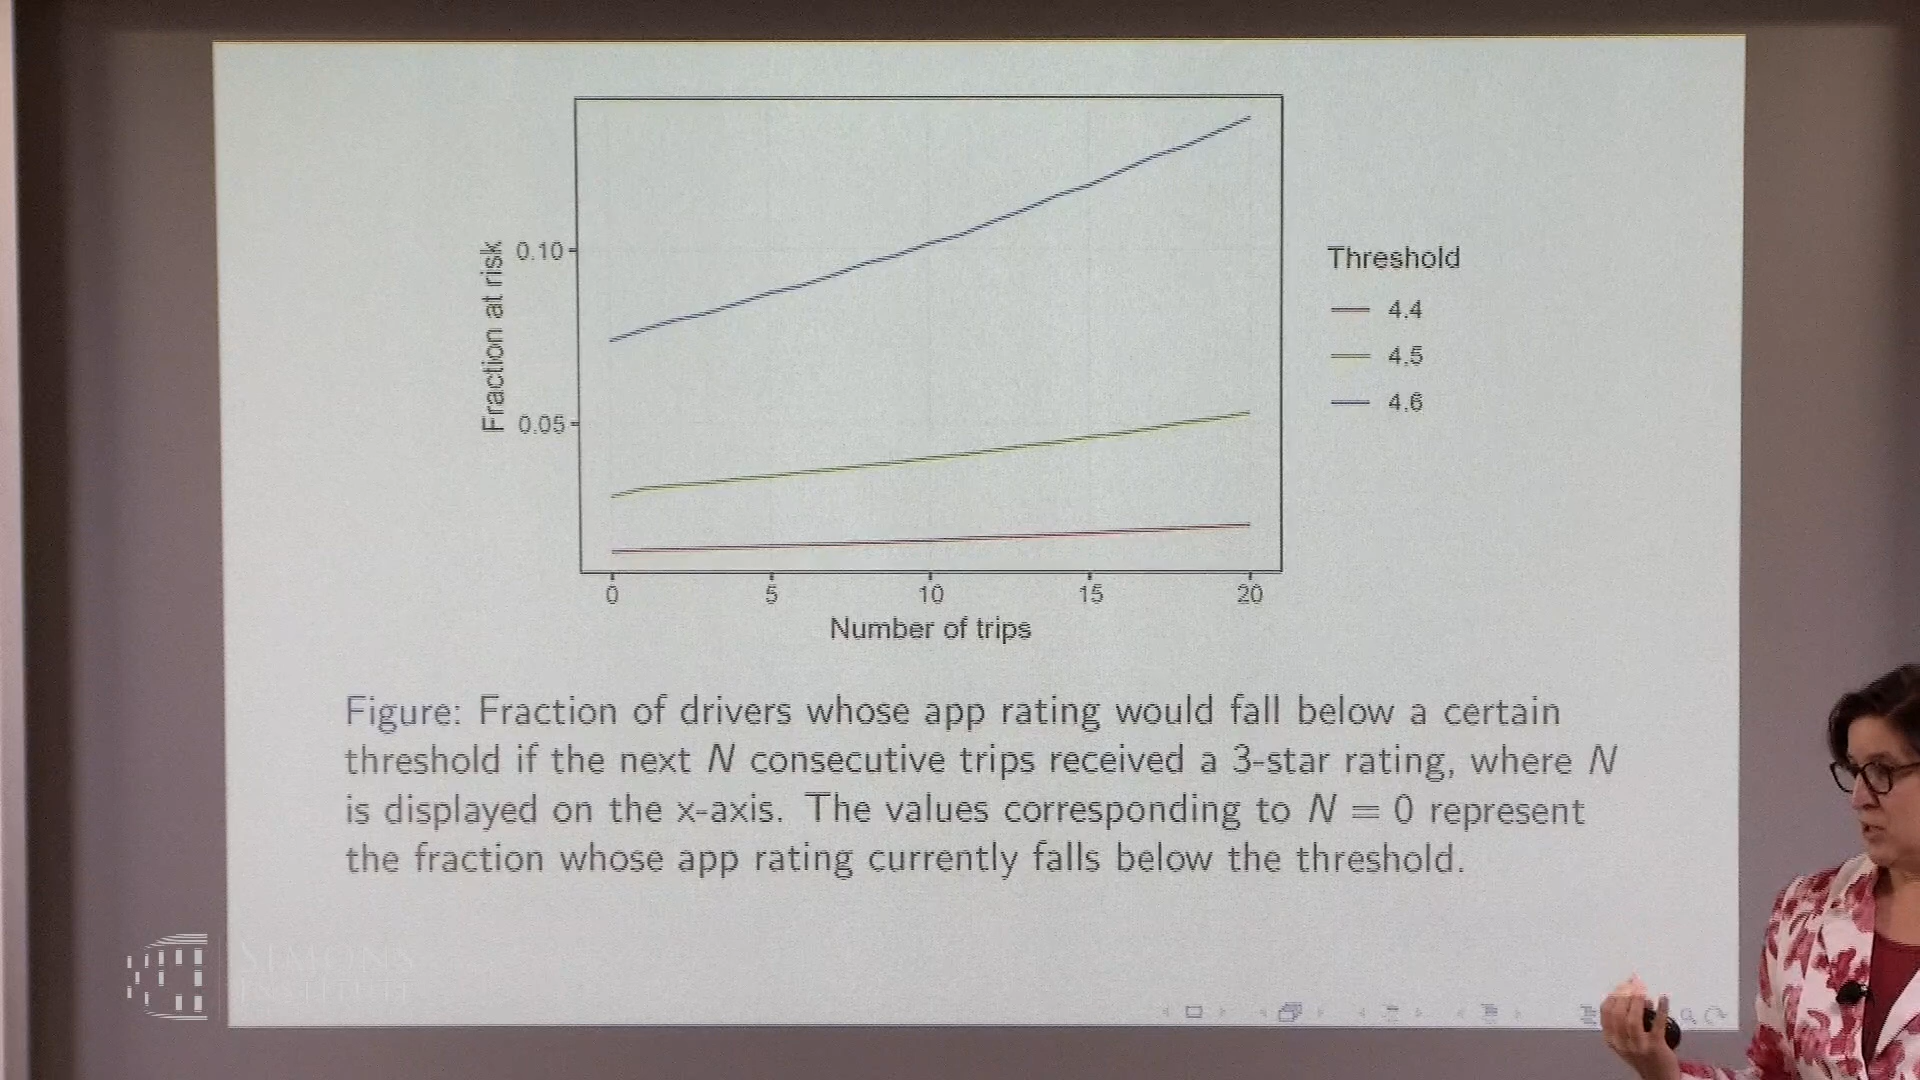 Fraction at risk
0.10
0.05
0 5 10 15 20
Number of trips
Threshold
4.4
4.5
4.6
Figure: Fraction of drivers whose app rating would fall below a certain
threshold if the next N consecutive trips received a 3-star rating, where N
is displayed on the x-axis. The values corresponding to N = 0 represent
the fraction whose app rating currently falls below the threshold.
SIMONS
INSTITUTE